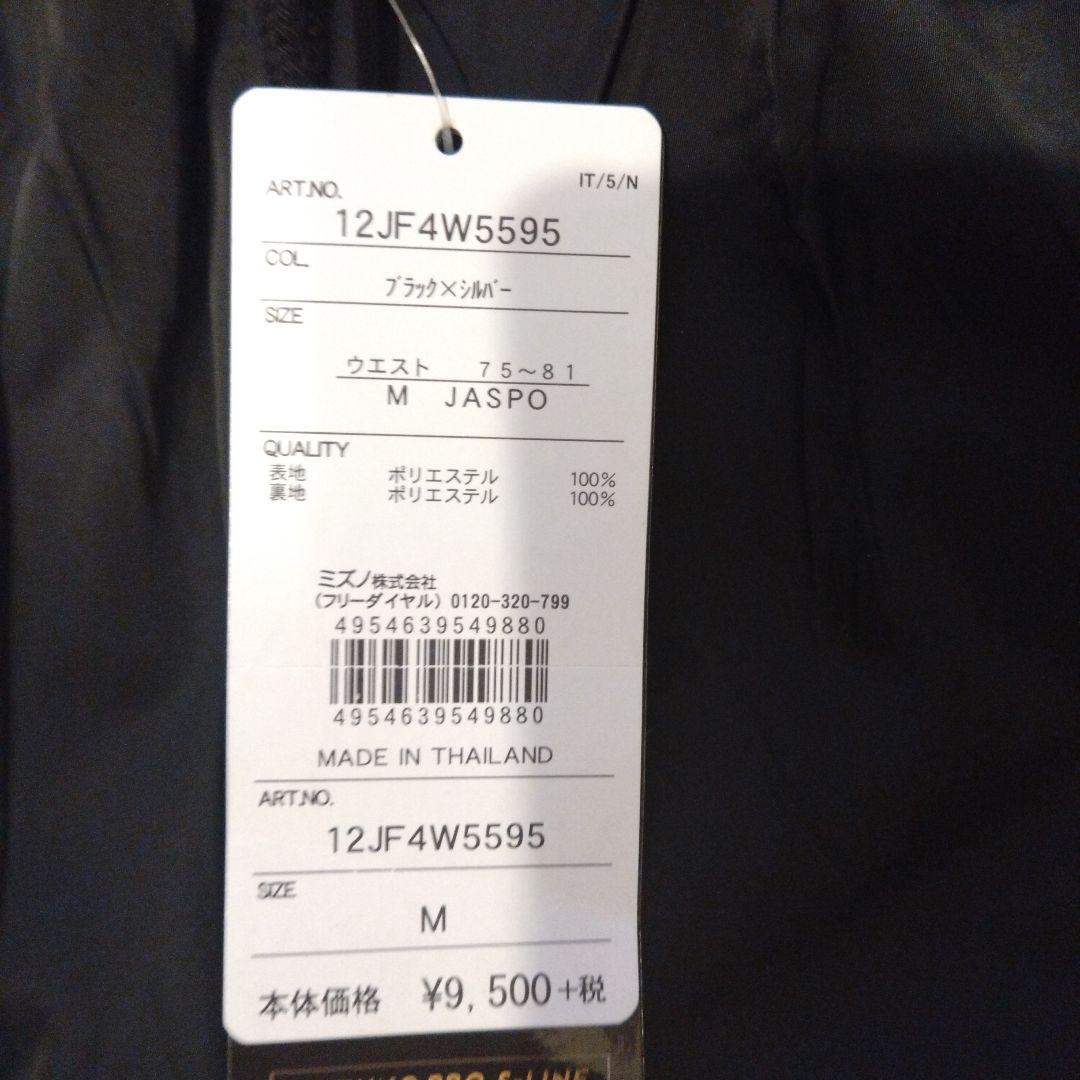 IT/5/N
ART.NO.
12JF4W5595
COL.
ブラック×シルバー
SIZE
ウエスト 75〜81
M JASPO
QUALITY
表地 ポリエステル 100%
裏地 ポリエステル 100%
ミズノ株式会社
(フリーダイヤル) 0120-320-799
4954639549880
4954639549880
MADE IN THAILAND
ART.NO.
12JF4W5595
SIZE
M
本体価格 ¥9,500+税
PRO S-LINE